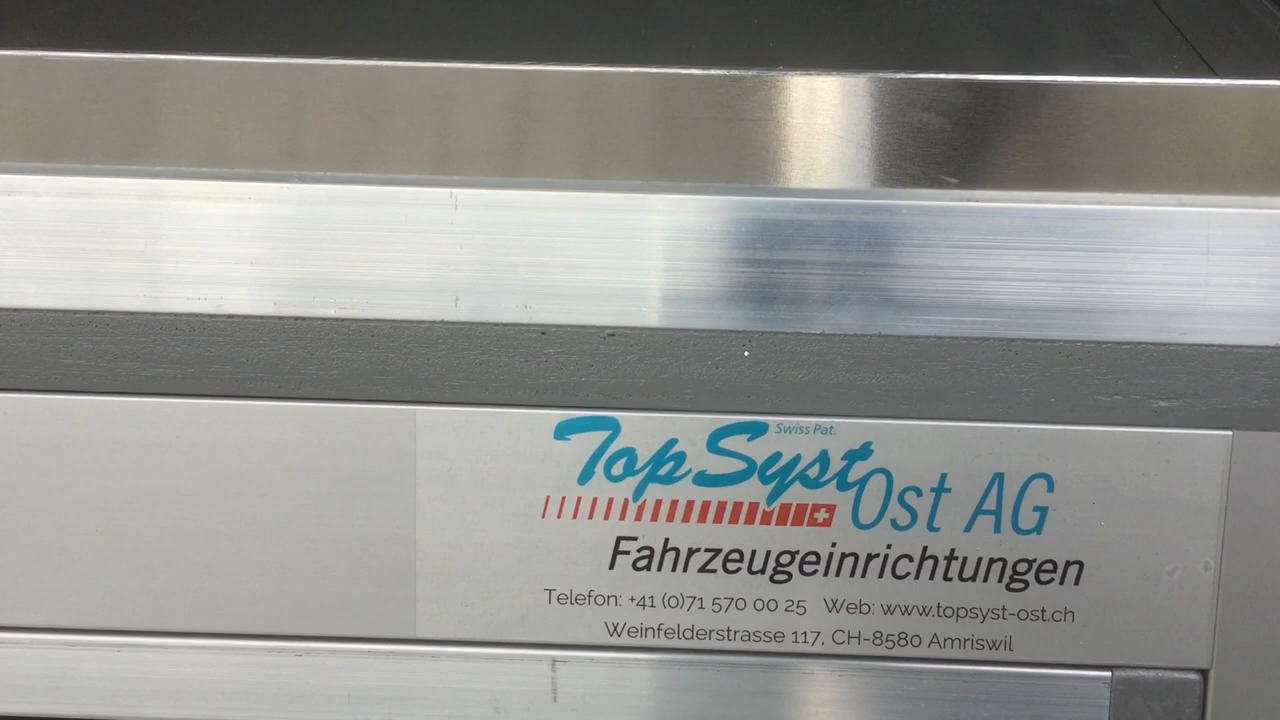 TopSyst Swiss Pat.
Ost AG
Fahrzeugeinrichtungen
Telefon: +41 (0)71 570 00 25 Web: www.topsyst-ost.ch
Weinfelderstrasse 117, CH-8580 Amriswil